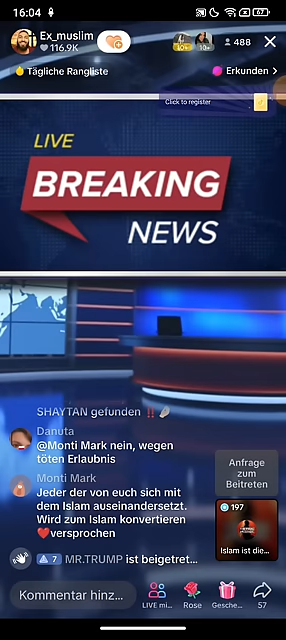 16:04
67
Ex_muslim
116.9K
40+
10+
488
Tägliche Rangliste
Erkunden >
Click to register
LIVE
BREAKING
NEWS
SHAYTAN gefunden ‼️
Danuta
@Monti Mark nein, wegen
töten Erlaubnis
Monti Mark
Jeder der von euch sich mit
dem Islam auseinandersetzt.
Wird zum Islam konvertieren
❤️versprochen
7 MR.TRUMP ist beigetret...
Anfrage
zum
Beitreten
197
Islam ist die...
Kommentar hinz...
LIVE mi...
Rose
Gesche...
57